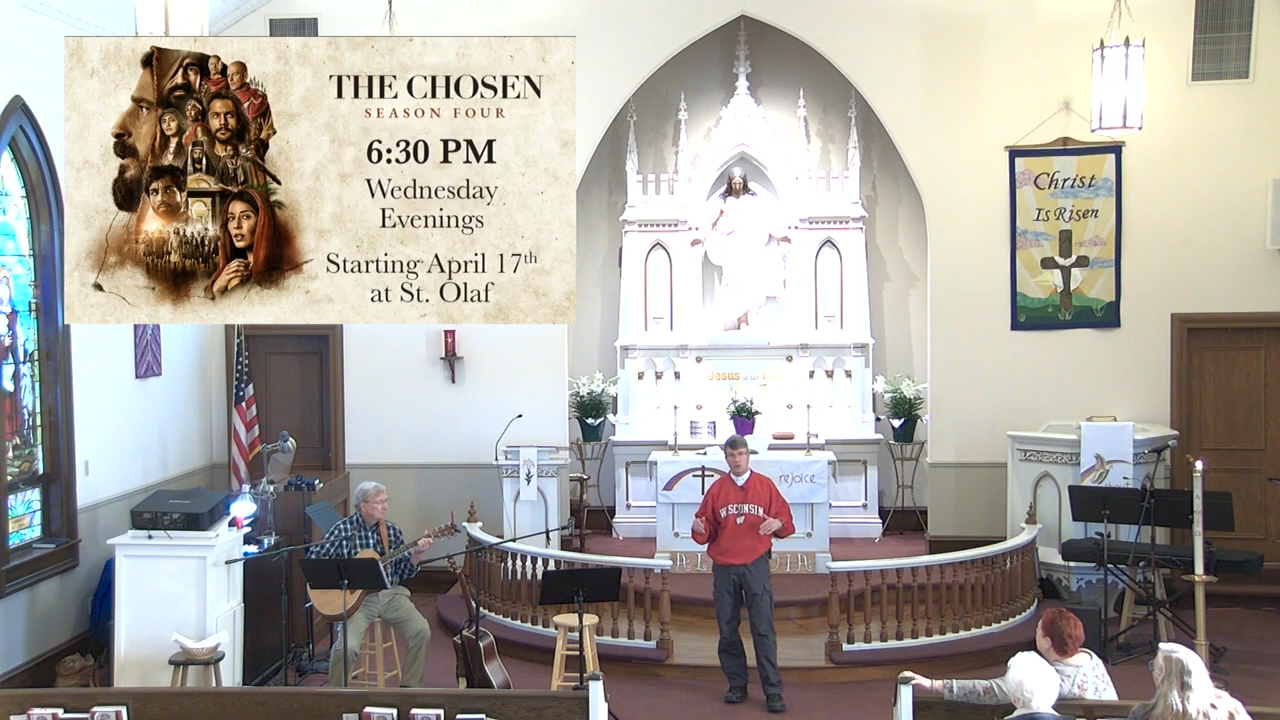 THE CHOSEN
SEASON FOUR
6:30 PM
Wednesday
Evenings
Starting April 17th
at St. Olaf
Christ
Is Risen
Jesus
rejoice
WISCONSIN
W